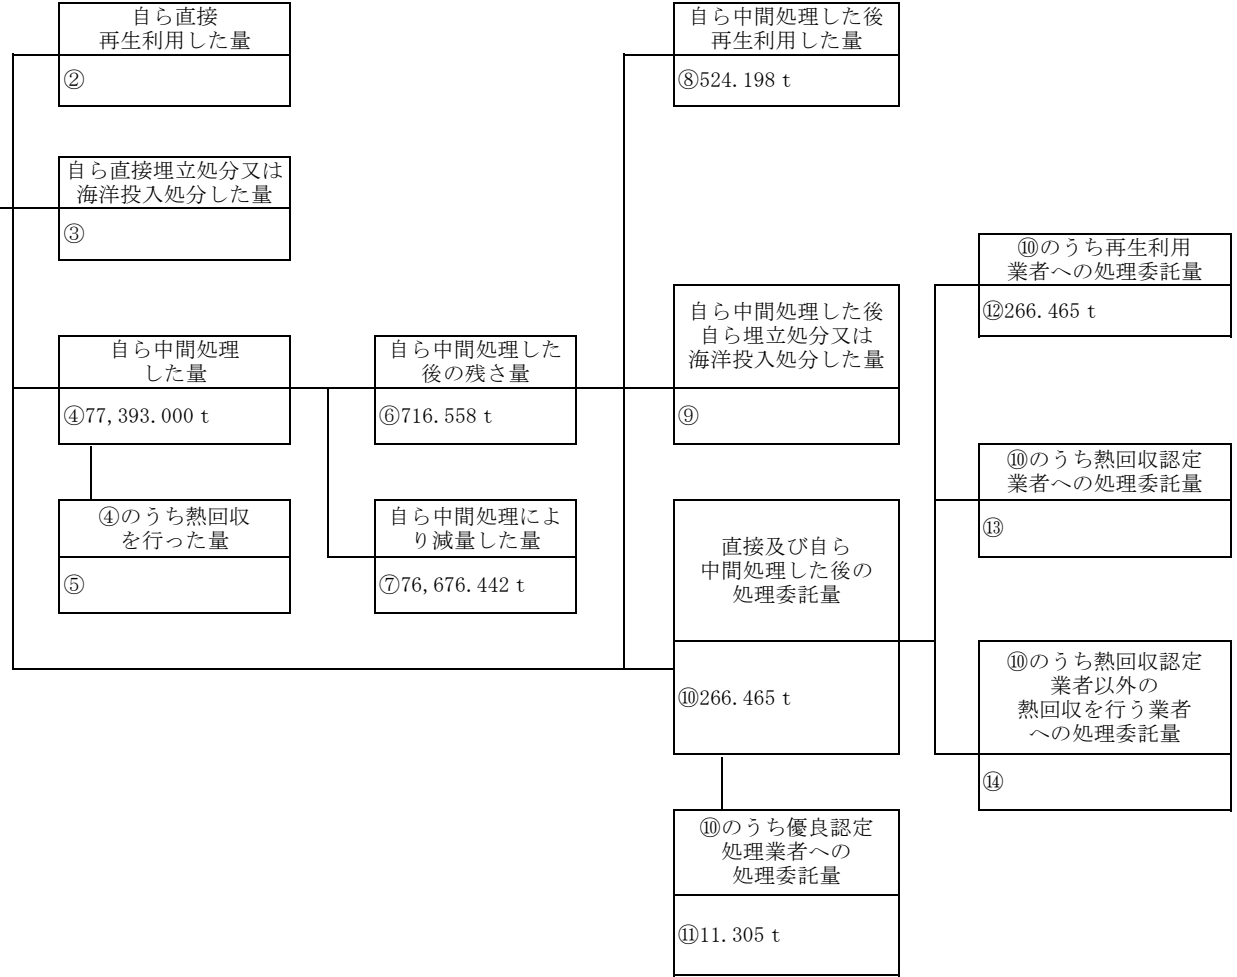 自ら直接
再生利用した量
②
自ら直接埋立処分又は
海洋投入処分した量
③
自ら中間処理
した量
④77,393.000ｔ
④のうち熱回収
を行った量
⑤
自ら中間処理した
後の残さ量
⑥716.558ｔ
自ら中間処理によ
り減量した量
⑦76,676.442ｔ
自ら中間処理した後
再生利用した量
⑧524.198ｔ
自ら中間処理した後
自ら埋立処分又は
海洋投入処分した量
⑨
直接及び自ら
中間処理した後の
処理委託量
⑩266.465ｔ
⑩のうち優良認定
処理業者への
処理委託量
⑪11.305ｔ
⑩のうち再生利用
業者への処理委託量
⑫266.465ｔ
⑩のうち熱回収認定
業者への処理委託量
⑬
⑩のうち熱回収認定
業者以外の
熱回収を行う業者
への処理委託量
⑭